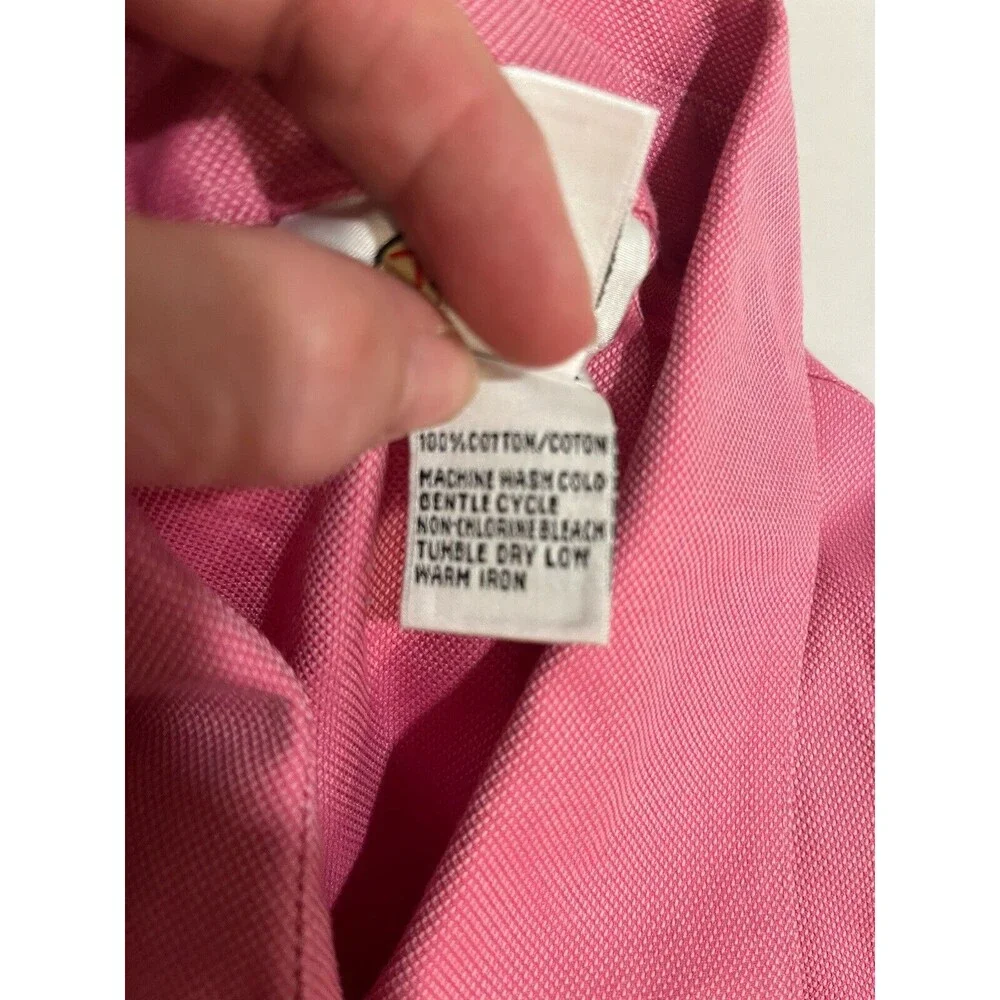 100% COTTON/COTON
MACHINE WASH COLD
GENTLE CYCLE
NON-CHLORINE BLEACH
TUMBLE DRY LOW
WARM IRON